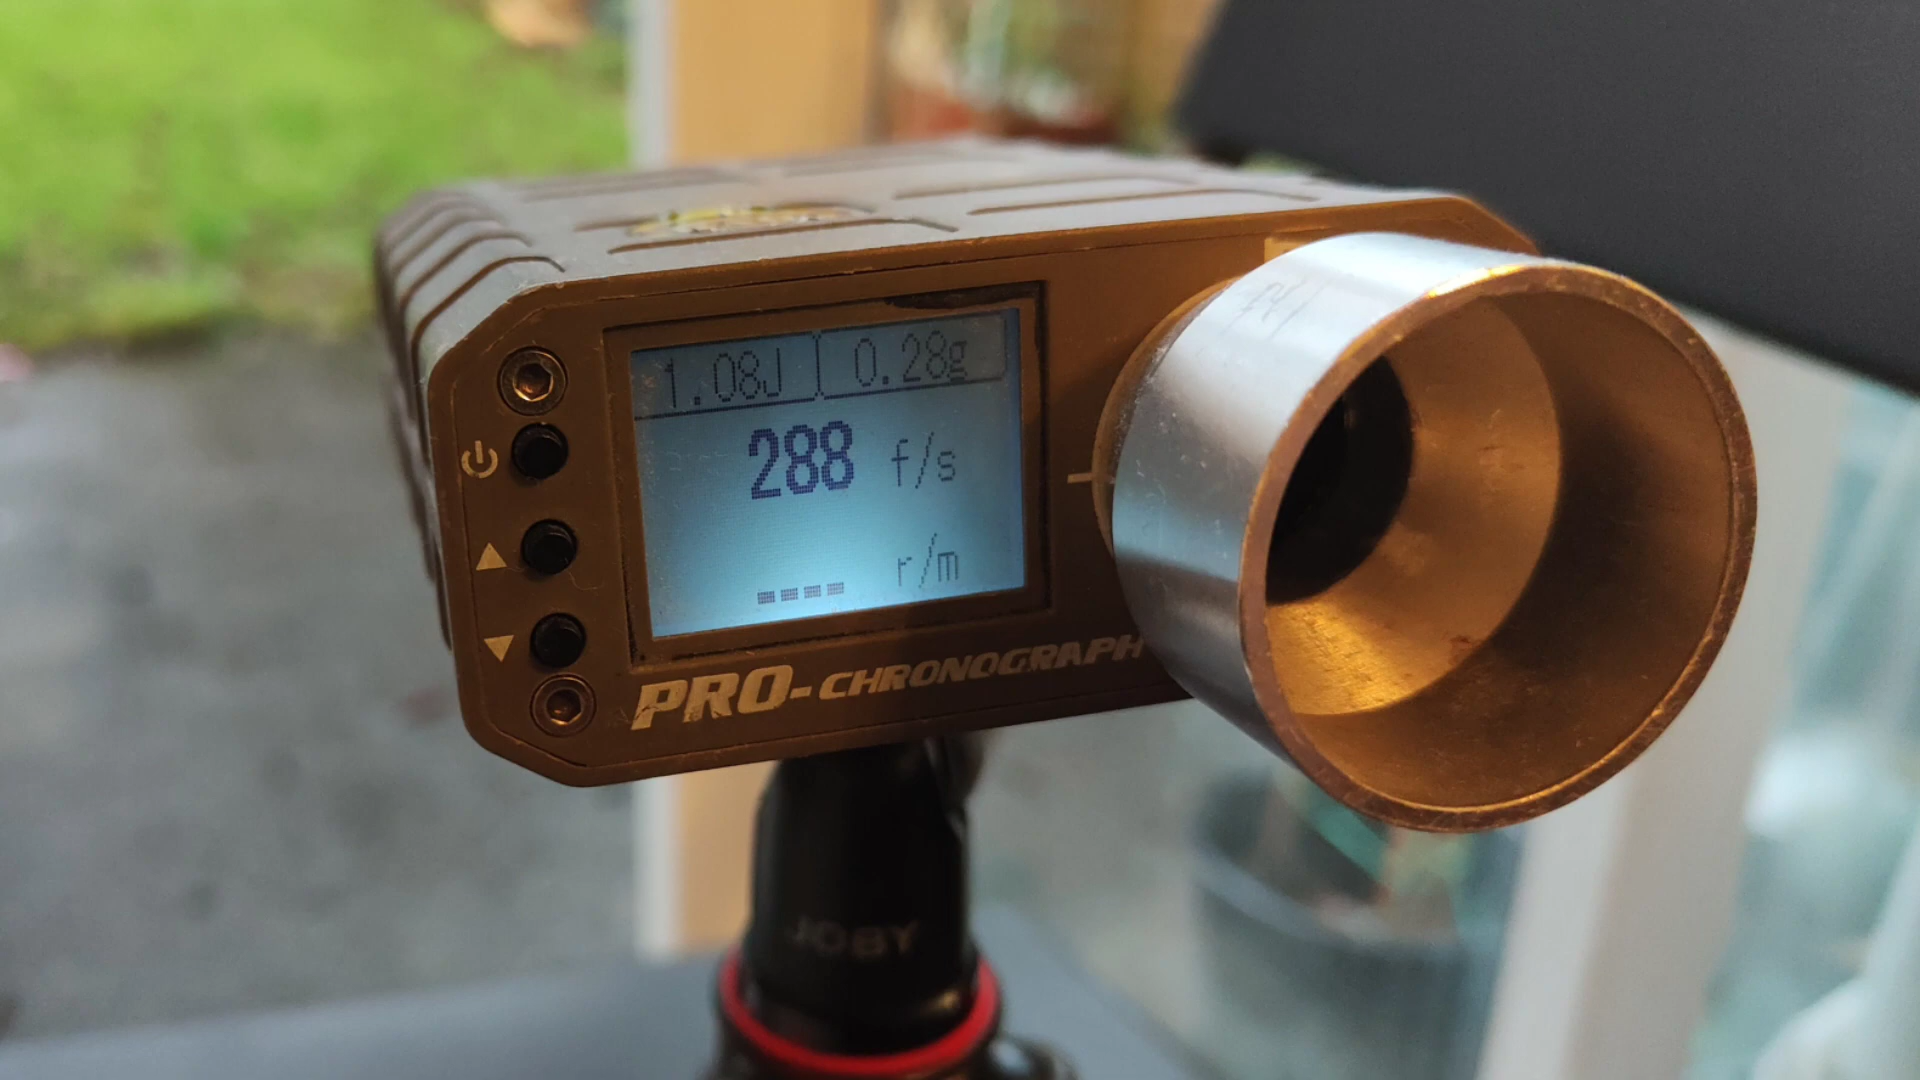 1.08J 0.28g
288 f/s
---- r/m
PRO-CHRONOGRAPH
JOBY